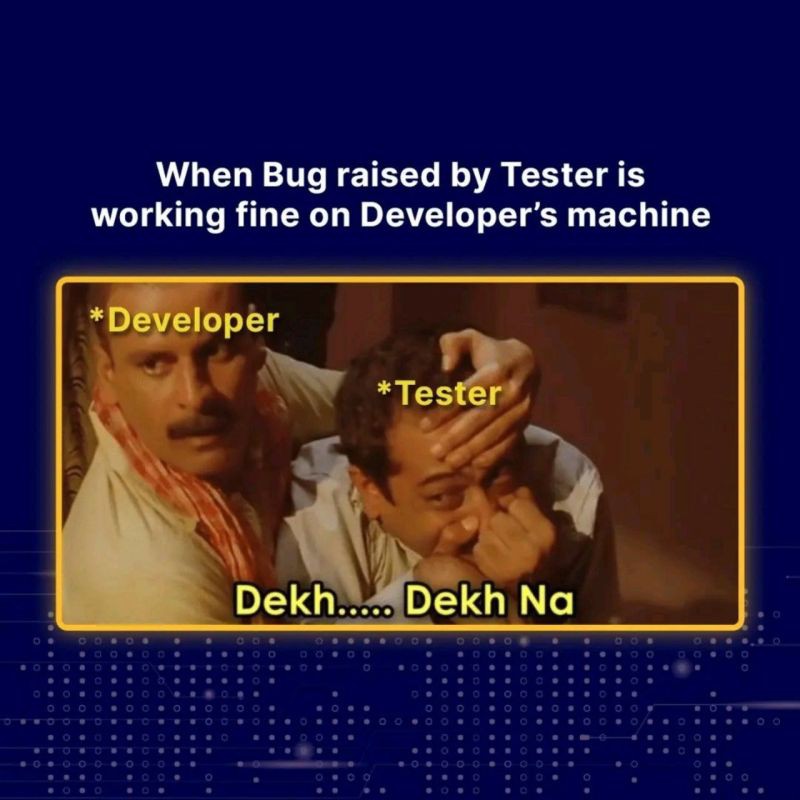 When Bug raised by Tester is
working fine on Developer’s machine
*Developer
*Tester
Dekh..... Dekh Na